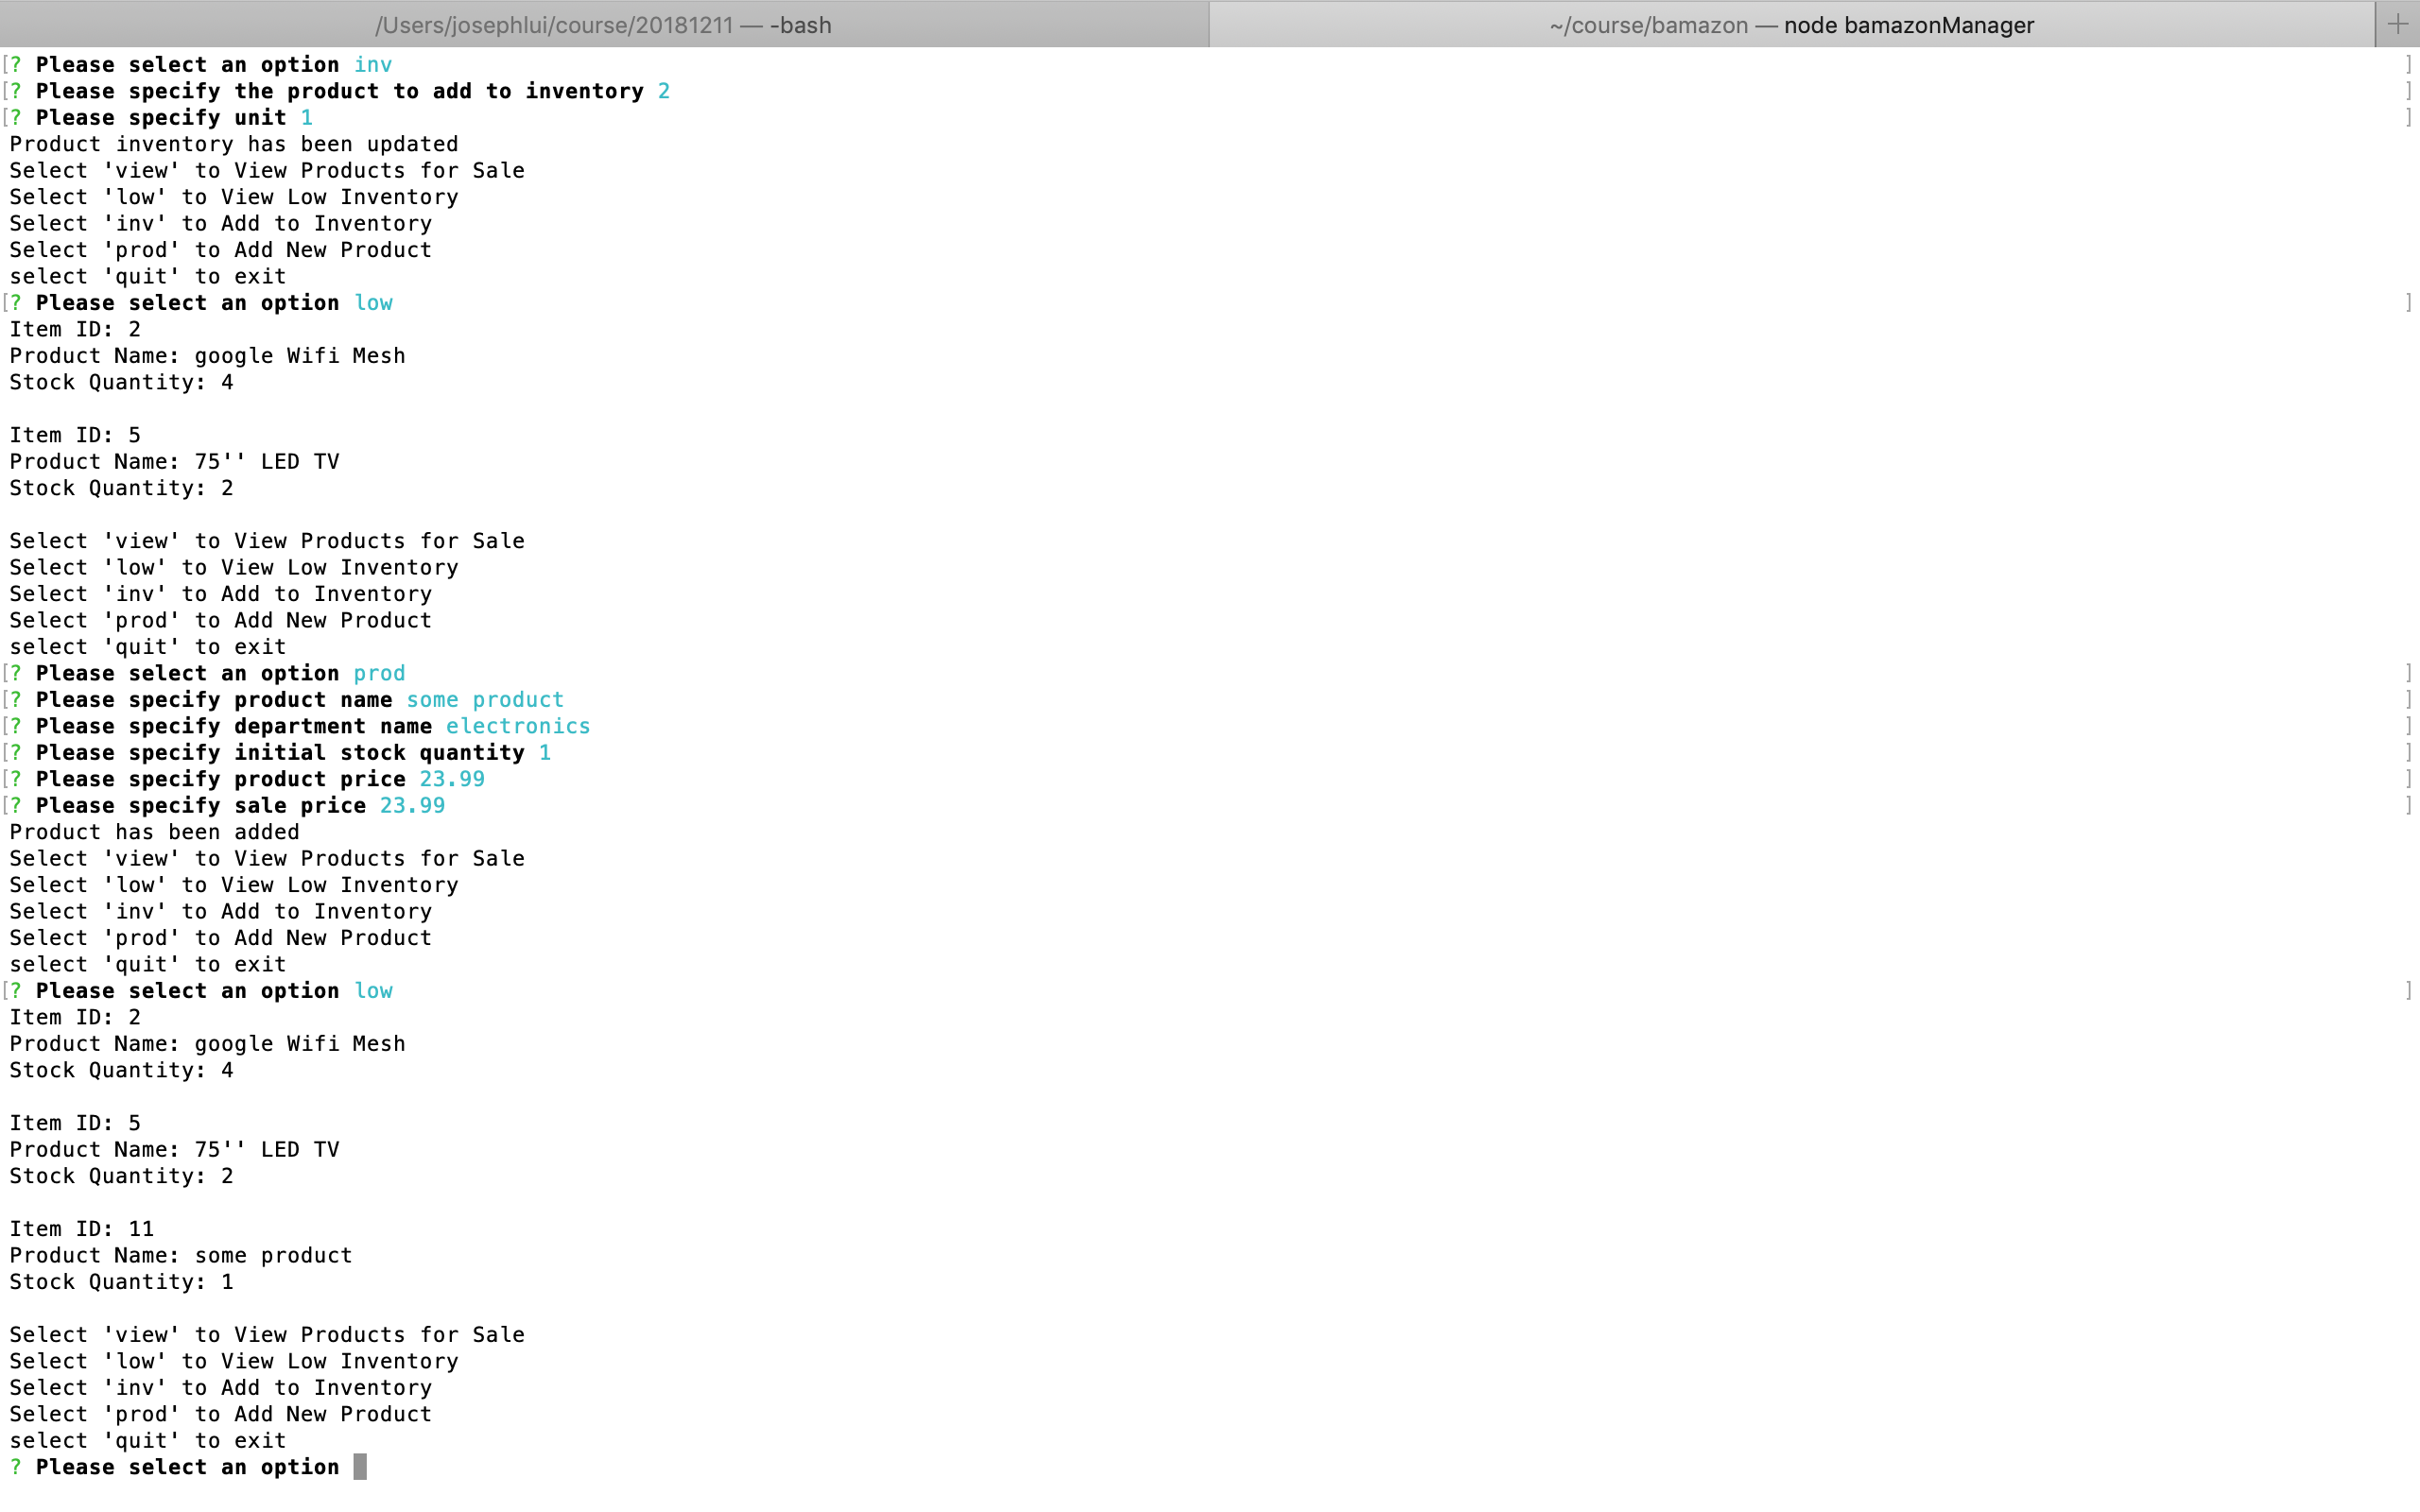 /Users/josephlui/course/20181211 — -bash
~/course/bamazon — node bamazonManager
[? Please select an option inv ]
[? Please specify the product to add to inventory 2 ]
[? Please specify unit 1 ]
Product inventory has been updated
Select 'view' to View Products for Sale
Select 'low' to View Low Inventory
Select 'inv' to Add to Inventory
Select 'prod' to Add New Product
select 'quit' to exit
[? Please select an option low ]
Item ID: 2
Product Name: google Wifi Mesh
Stock Quantity: 4
Item ID: 5
Product Name: 75'' LED TV
Stock Quantity: 2
Select 'view' to View Products for Sale
Select 'low' to View Low Inventory
Select 'inv' to Add to Inventory
Select 'prod' to Add New Product
select 'quit' to exit
[? Please select an option prod ]
[? Please specify product name some product ]
[? Please specify department name electronics ]
[? Please specify initial stock quantity 1 ]
[? Please specify product price 23.99 ]
[? Please specify sale price 23.99 ]
Product has been added
Select 'view' to View Products for Sale
Select 'low' to View Low Inventory
Select 'inv' to Add to Inventory
Select 'prod' to Add New Product
select 'quit' to exit
[? Please select an option low ]
Item ID: 2
Product Name: google Wifi Mesh
Stock Quantity: 4
Item ID: 5
Product Name: 75'' LED TV
Stock Quantity: 2
Item ID: 11
Product Name: some product
Stock Quantity: 1
Select 'view' to View Products for Sale
Select 'low' to View Low Inventory
Select 'inv' to Add to Inventory
Select 'prod' to Add New Product
select 'quit' to exit
? Please select an option